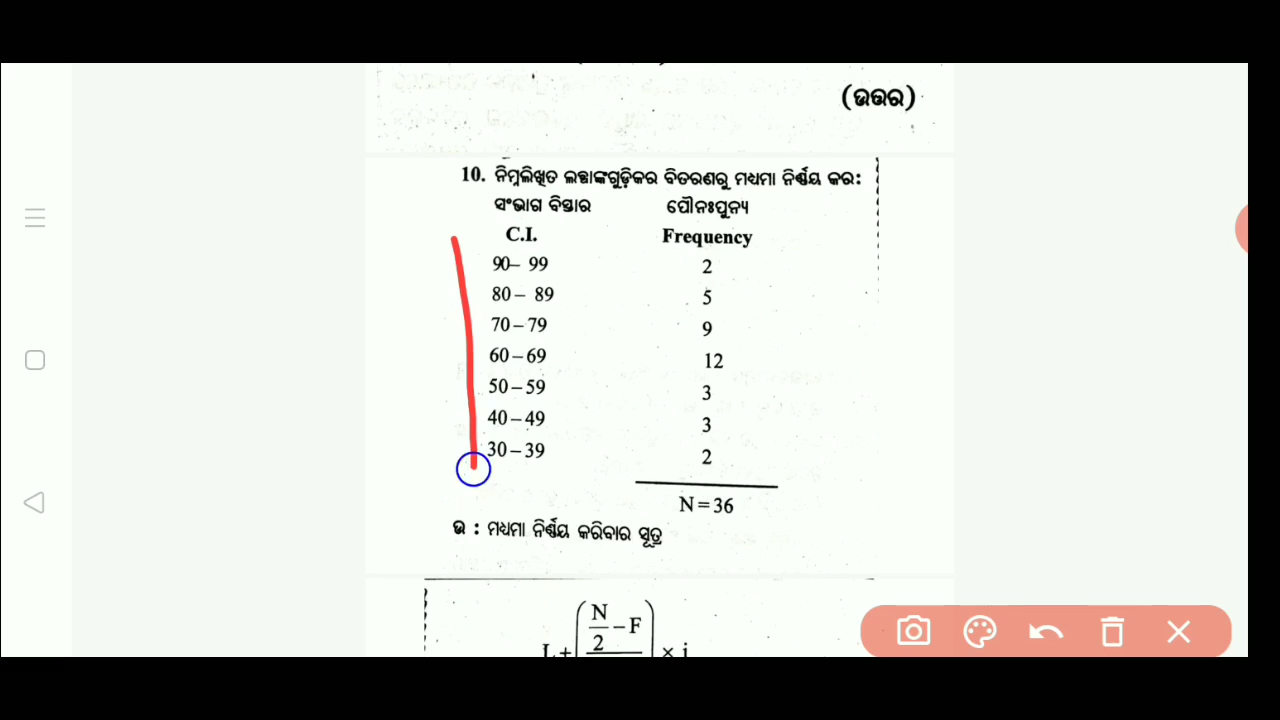 (ଉତ୍ତର)
10. ନିମ୍ନଲିଖିତ ଲବ୍ଧାଙ୍କଗୁଡ଼ିକର ବିତରଣରୁ ମଧ୍ୟମା ନିର୍ଣ୍ଣୟ କର:
ସଂଭାଗ ବିସ୍ତାର ପୌନଃପୁନ୍ୟ
C.I. Frequency
90– 99 2
80 – 89 5
70 – 79 9
60 – 69 12
50 – 59 3
40 – 49 3
30 – 39 2
N = 36
ଉ : ମଧ୍ୟମା ନିର୍ଣ୍ଣୟ କରିବାର ସୂତ୍ର
L + (N/2 – F) × i